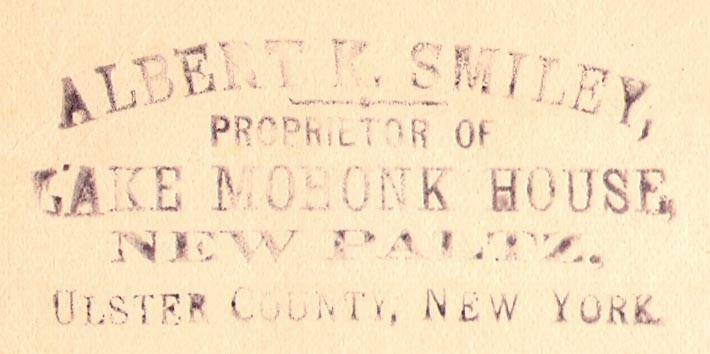 ALBERT K. SMILEY,
PROPRIETOR OF
LAKE MOHONK HOUSE,
NEW PALTZ,
ULSTER COUNTY, NEW YORK.